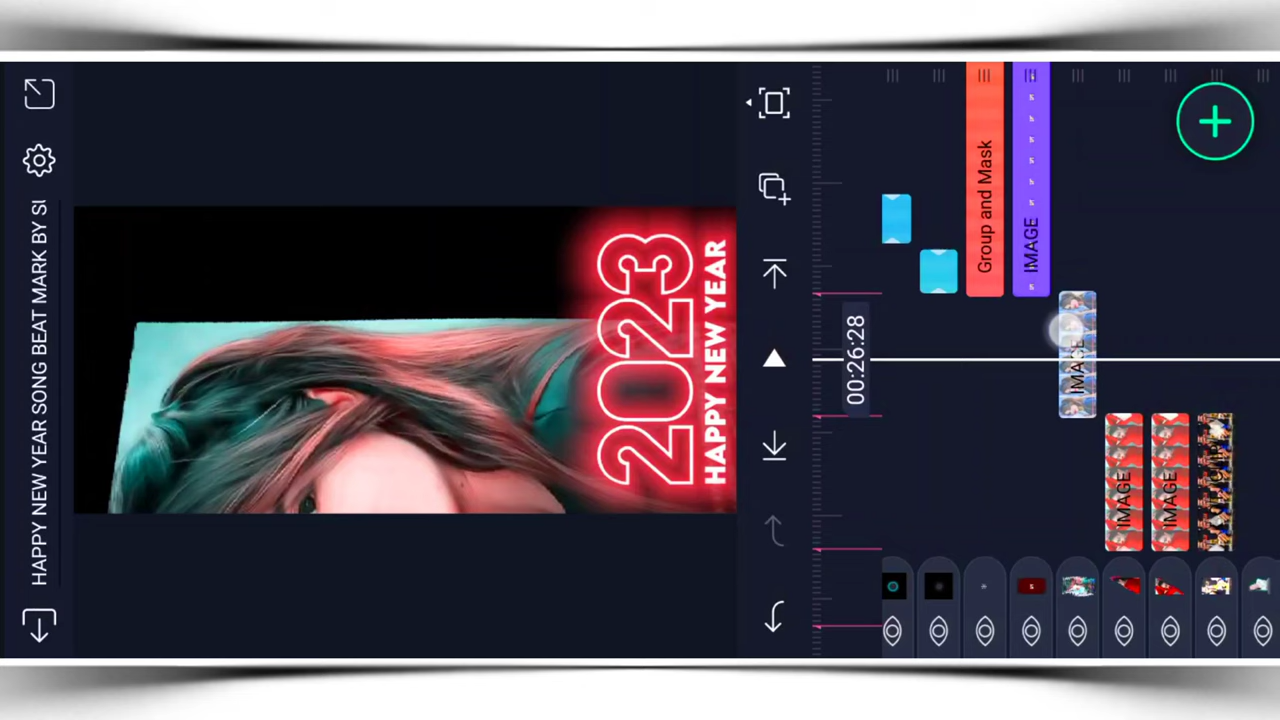 HAPPY NEW YEAR SONG BEAT MARK BY SI
2023
HAPPY NEW YEAR
00:26:28
Group and Mask
IMAGE
IMAGE
IMAGE
IMAGE